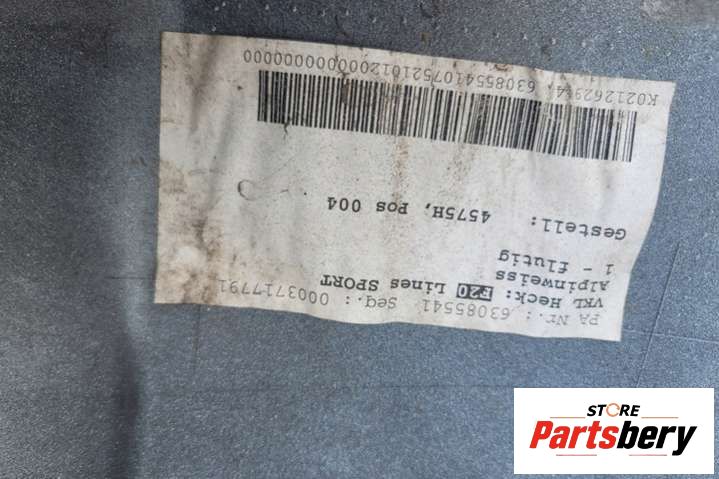 PA Nr.: 63085541 Seq.: 0003717791
VKL Heck: F20 Lines SPORT
Alpinweiss
1 - flutig
Gestell: 4575H, Pos 004
63085541075210120000000000
STORE
Partsbery